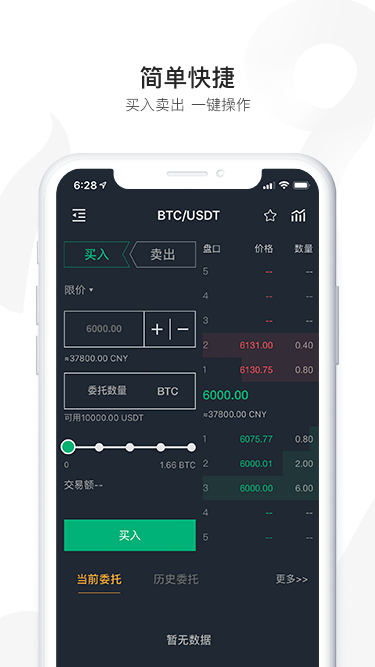 简单快捷
买入卖出 一键操作
6:28
BTC/USDT
买入 卖出
盘口 价格 数量
限价
5 -- --
4 -- --
3 -- --
2 6131.00 0.40
1 6130.75 0.80
6000.00
≈37800.00 CNY
6000.00
≈37800.00 CNY
委托数量 BTC
可用10000.00 USDT
0 1.66 BTC
交易额--
1 6075.77 0.80
2 6000.01 2.00
3 6000.00 6.00
4 -- --
5 -- --
买入
当前委托 历史委托 更多>>
暂无数据